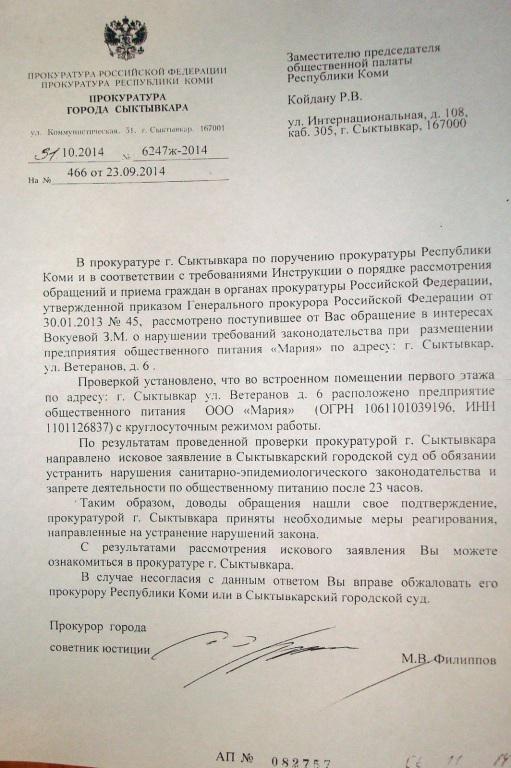 ПРОКУРАТУРА РОССИЙСКОЙ ФЕДЕРАЦИИ
ПРОКУРАТУРА РЕСПУБЛИКИ КОМИ
ПРОКУРАТУРА
ГОРОДА СЫКТЫВКАРА
ул. Коммунистическая, 51, г. Сыктывкар, 167001
31 10.2014 № 6247ж-2014
На № 466 от 23.09.2014
Заместителю председателя
общественной палаты
Республики Коми
Койдану Р.В.
ул. Интернациональная, д. 108,
каб. 305, г. Сыктывкар, 167000
В прокуратуре г. Сыктывкара по поручению прокуратуры Республики
Коми и в соответствии с требованиями Инструкции о порядке рассмотрения
обращений и приема граждан в органах прокуратуры Российской Федерации,
утвержденной приказом Генерального прокурора Российской Федерации от
30.01.2013 № 45, рассмотрено поступившее от Вас обращение в интересах
Вокуевой З.М. о нарушении требований законодательства при размещении
предприятия общественного питания «Мария» по адресу: г. Сыктывкар,
ул. Ветеранов, д. 6 .
Проверкой установлено, что во встроенном помещении первого этажа
по адресу: г. Сыктывкар ул. Ветеранов д. 6 расположено предприятие
общественного питания ООО «Мария» (ОГРН 1061101039196, ИНН
1101126837) с круглосуточным режимом работы.
По результатам проведенной проверки прокуратурой г. Сыктывкара
направлено исковое заявление в Сыктывкарский городской суд об обязании
устранить нарушения санитарно-эпидемиологического законодательства и
запрете деятельности по общественному питанию после 23 часов.
Таким образом, доводы обращения нашли свое подтверждение,
прокуратурой г. Сыктывкара приняты необходимые меры реагирования,
направленные на устранение нарушений закона.
С результатами рассмотрения искового заявления Вы можете
ознакомиться в прокуратуре г. Сыктывкара.
В случае несогласия с данным ответом Вы вправе обжаловать его
прокурору Республики Коми или в Сыктывкарский городской суд.
Прокурор города
советник юстиции
М.В. Филиппов
АП № 082757